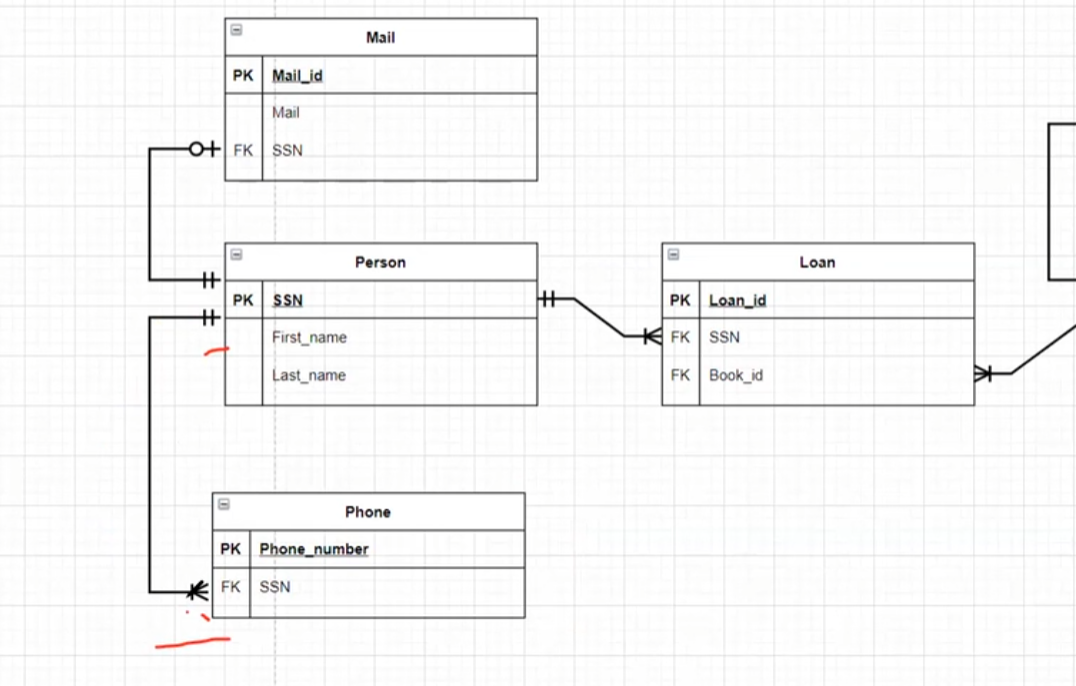 Mail
PK Mail_id
Mail
FK SSN
Person
PK SSN
First_name
Last_name
Loan
PK Loan_id
FK SSN
FK Book_id
Phone
PK Phone_number
FK SSN